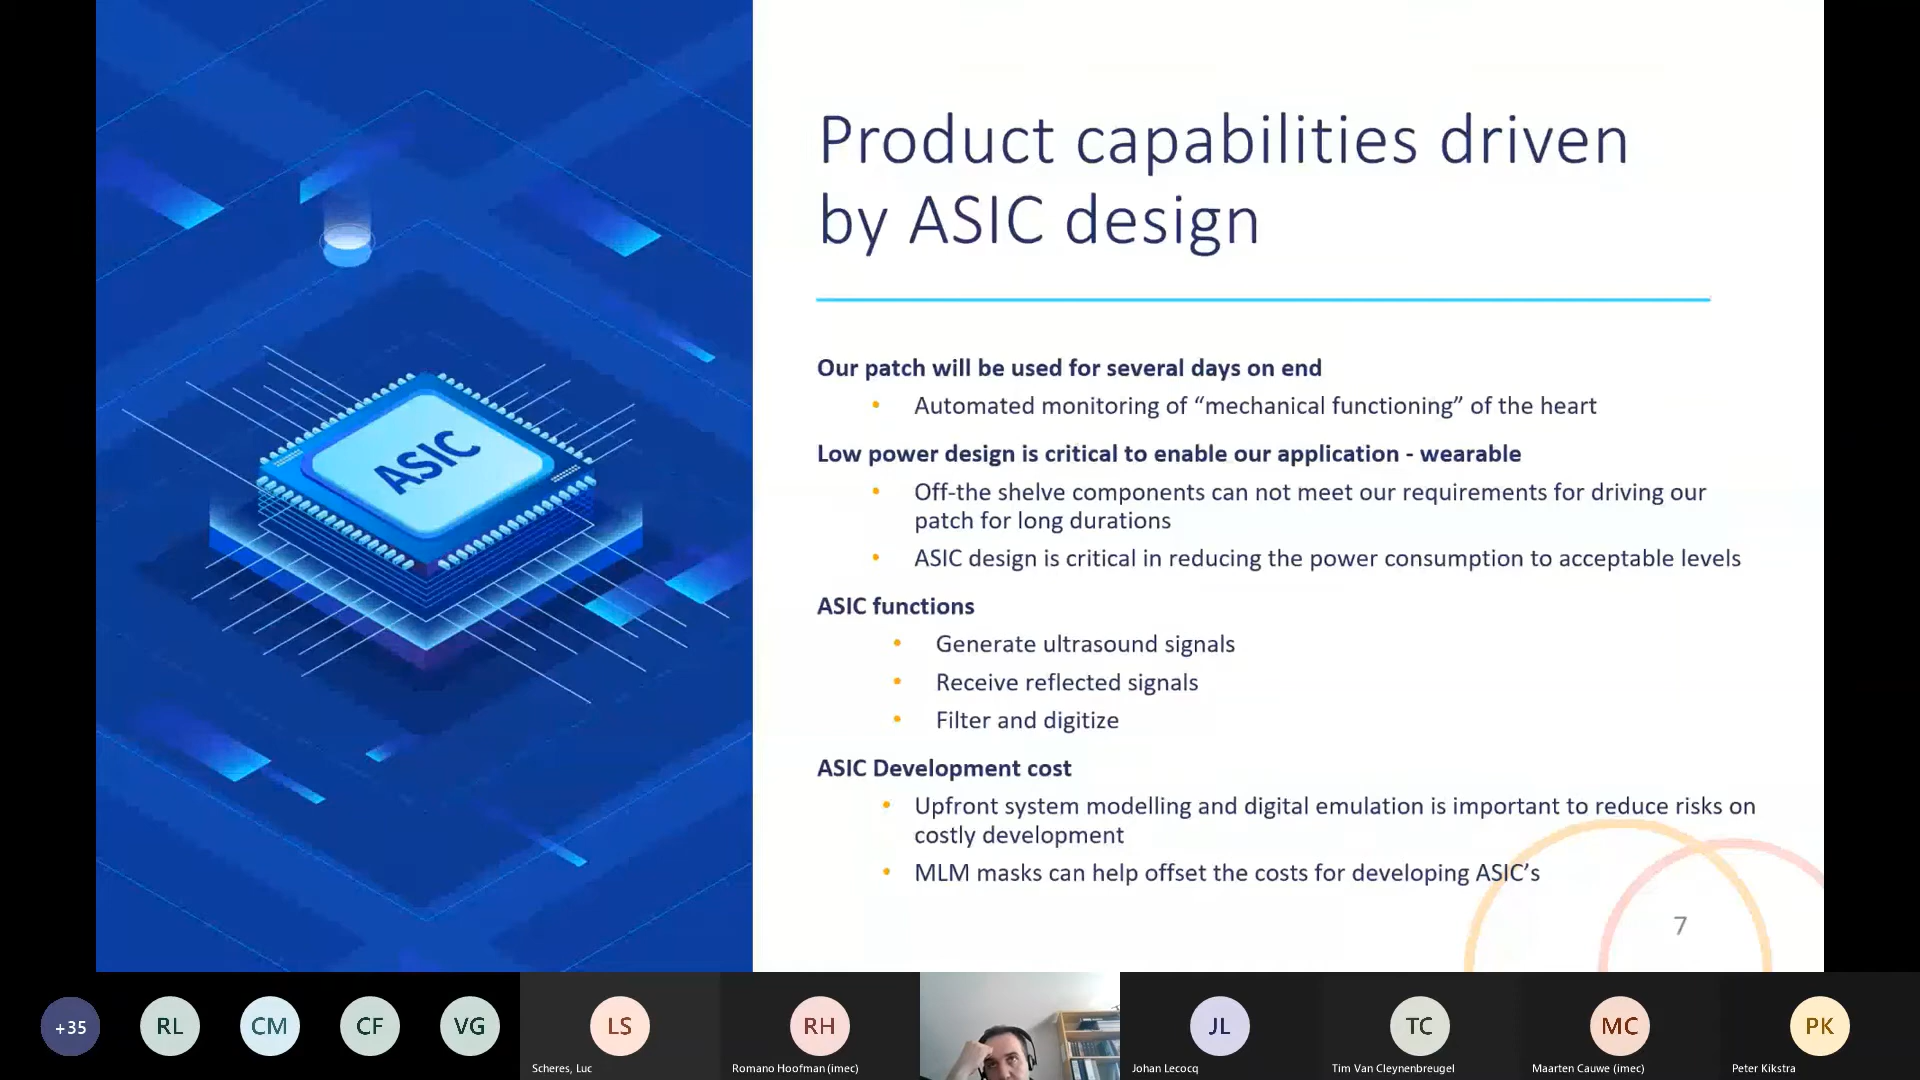 Product capabilities driven
by ASIC design
ASIC
Our patch will be used for several days on end
• Automated monitoring of “mechanical functioning” of the heart
Low power design is critical to enable our application - wearable
• Off-the shelve components can not meet our requirements for driving our
patch for long durations
• ASIC design is critical in reducing the power consumption to acceptable levels
ASIC functions
• Generate ultrasound signals
• Receive reflected signals
• Filter and digitize
ASIC Development cost
• Upfront system modelling and digital emulation is important to reduce risks on
costly development
• MLM masks can help offset the costs for developing ASIC’s
7
+35 RL CM CF VG LS RH JL TC MC PK
Scheres, Luc Romano Hoofman (imec) Johan Lecocq Tim Van Cleynenbreugel Maarten Cauwe (imec) Peter Kikstra